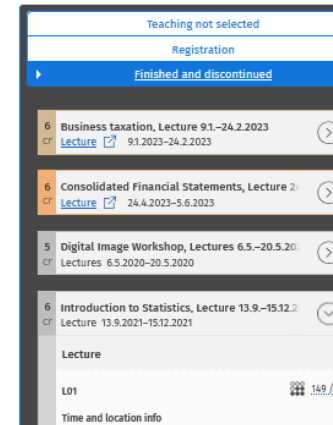 Teaching not selected
Registration
Finished and discontinued
6 Business taxation, Lecture 9.1.–24.2.2023
cr Lecture 9.1.2023–24.2.2023
6 Consolidated Financial Statements, Lecture 24
cr Lecture 24.4.2023–5.6.2023
5 Digital Image Workshop, Lectures 6.5.–20.5.20
cr Lectures 6.5.2020–20.5.2020
6 Introduction to Statistics, Lecture 13.9.–15.12.2
cr Lecture 13.9.2021–15.12.2021
Lecture
L01 149 /
Time and location info